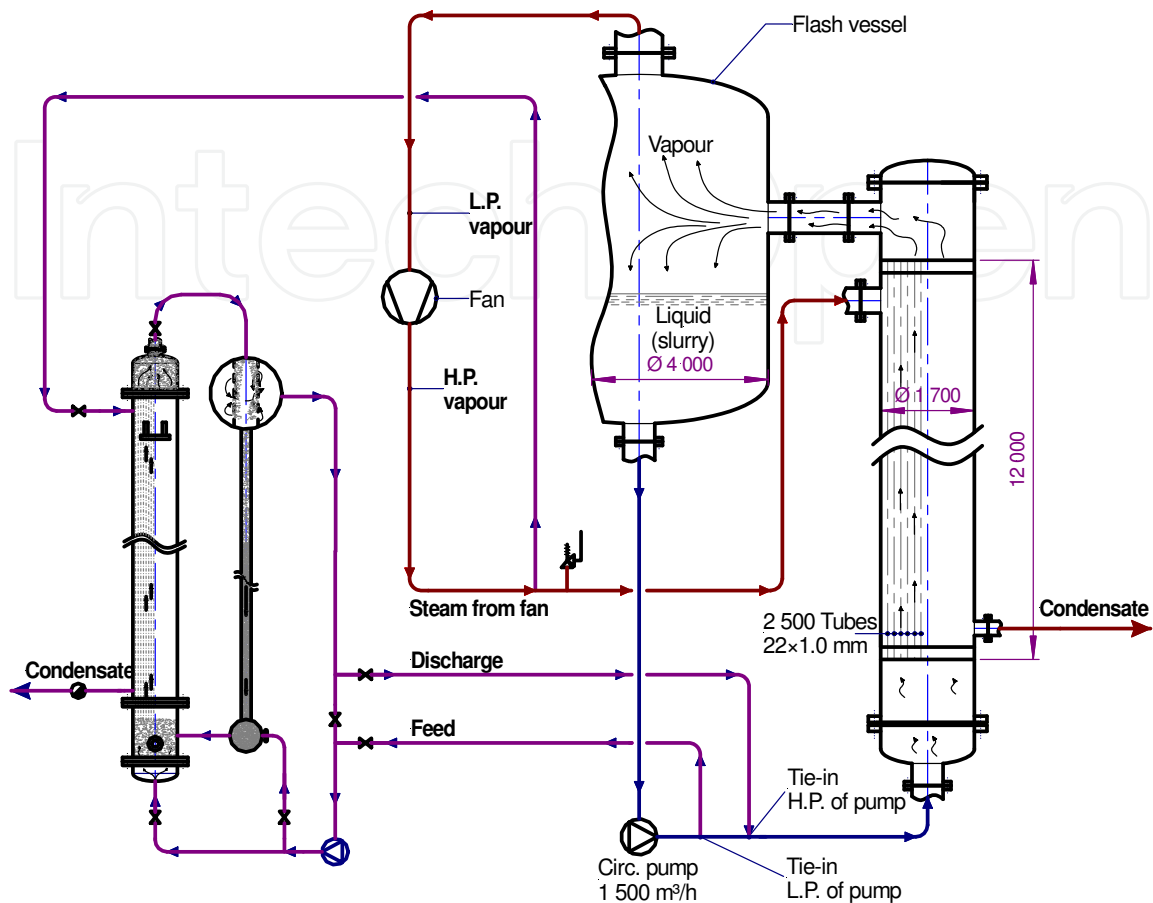 Flash vessel
Vapour
L.P.
vapour
Fan
Liquid
(slurry)
Ø 4 000
H.P.
vapour
Ø 1 700
12 000
Steam from fan
2 500 Tubes
22×1.0 mm
Condensate
Condensate
Discharge
Feed
Tie-in
H.P. of pump
Circ. pump
1 500 m³/h
Tie-in
L.P. of pump
IntechOpen